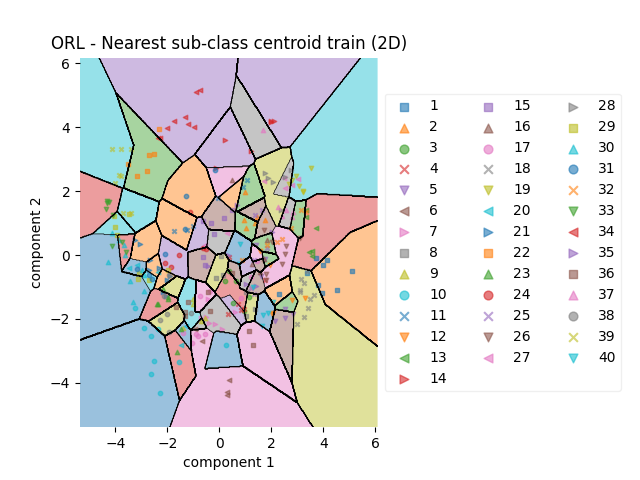 ORL - Nearest sub-class centroid train (2D)
6
4
2
0
−2
−4
component 2
−4 −2 0 2 4 6
component 1
1 15 28
2 16 29
3 17 30
4 18 31
5 19 32
6 20 33
7 21 34
8 22 35
9 23 36
10 24 37
11 25 38
12 26 39
13 27 40
14